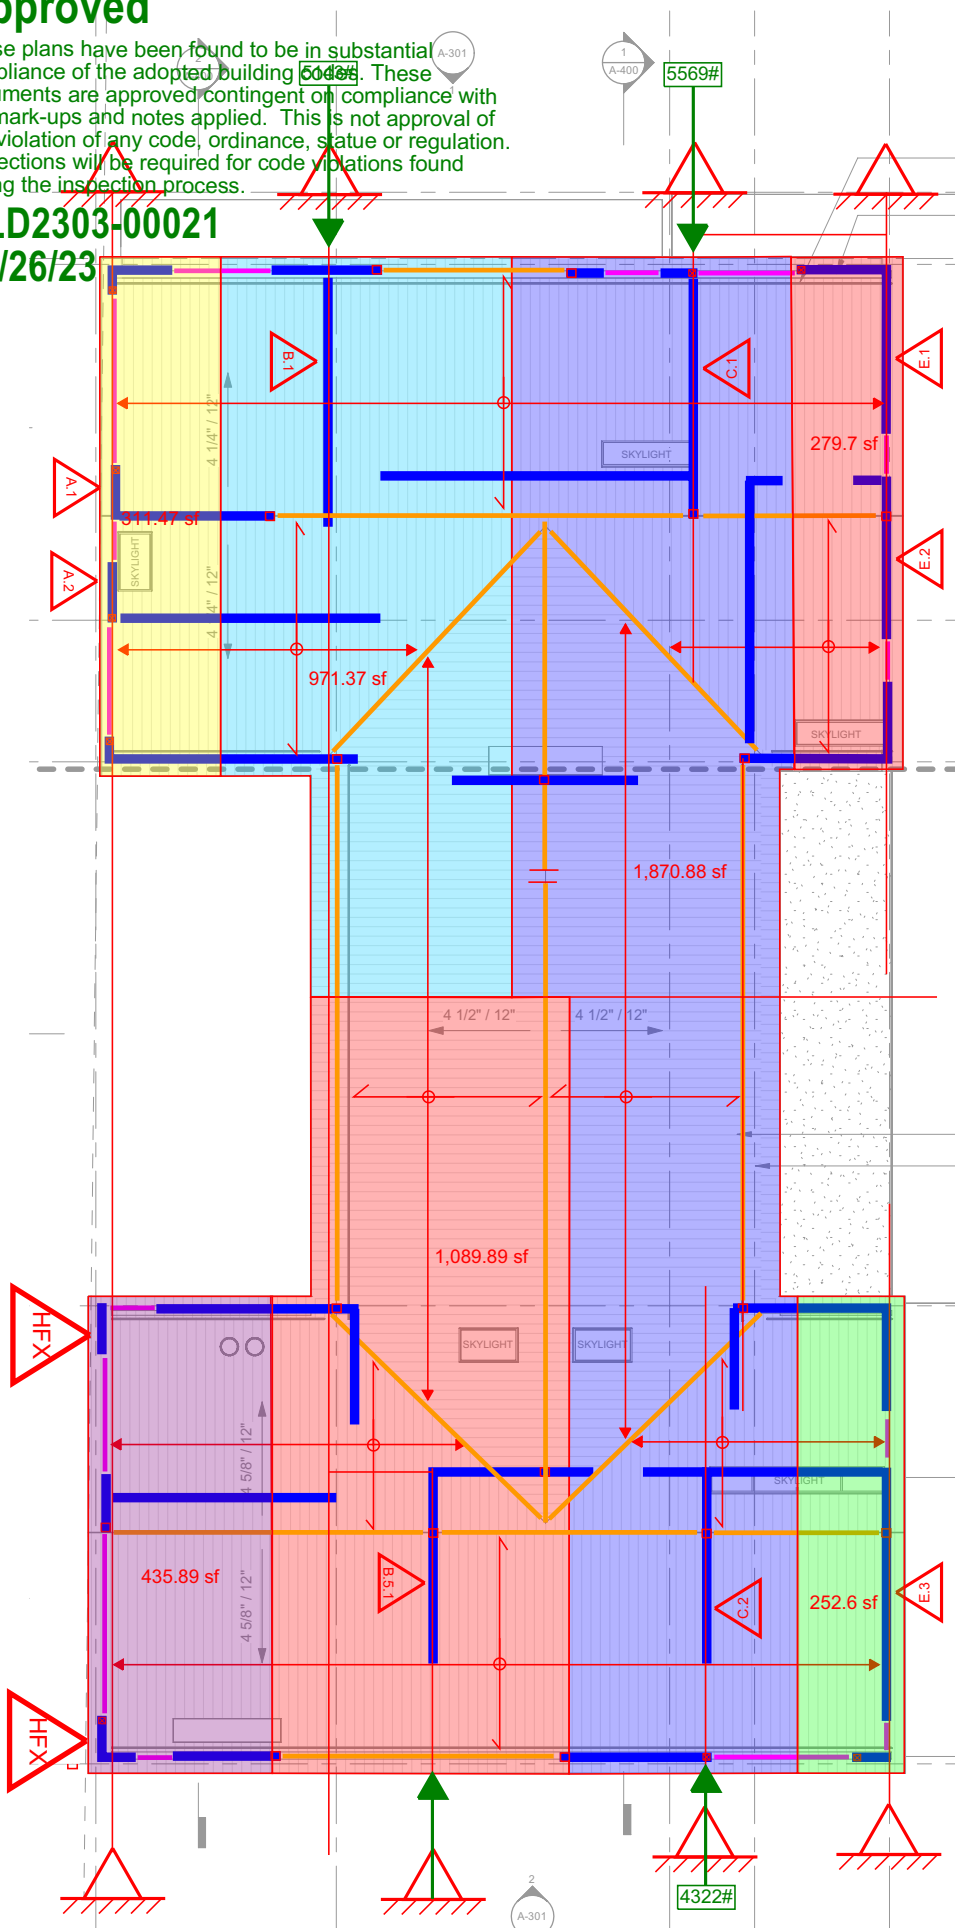 pproved
se plans have been found to be in substantial
pliance of the adopted building codes. These
uments are approved contingent on compliance with
mark-ups and notes applied. This is not approval of
violation of any code, ordinance, statue or regulation.
ections will be required for code violations found
ng the inspection process.
.D2303-00021
/26/23
2
A-301
1
1
A-400
5143#
5569#
B.1
C.1
E.1
4 1/4" / 12"
SKYLIGHT
279.7 sf
A.1
311.47 sf
A.2
SKYLIGHT
4" / 12"
E.2
971.37 sf
SKYLIGHT
1,870.88 sf
4 1/2" / 12"
4 1/2" / 12"
1,089.89 sf
HFX
SKYLIGHT
SKYLIGHT
4 5/8" / 12"
SKYLIGHT
435.89 sf
4 5/8" / 12"
B.5.1
C.2
252.6 sf
E.3
HFX
4322#
2
A-301